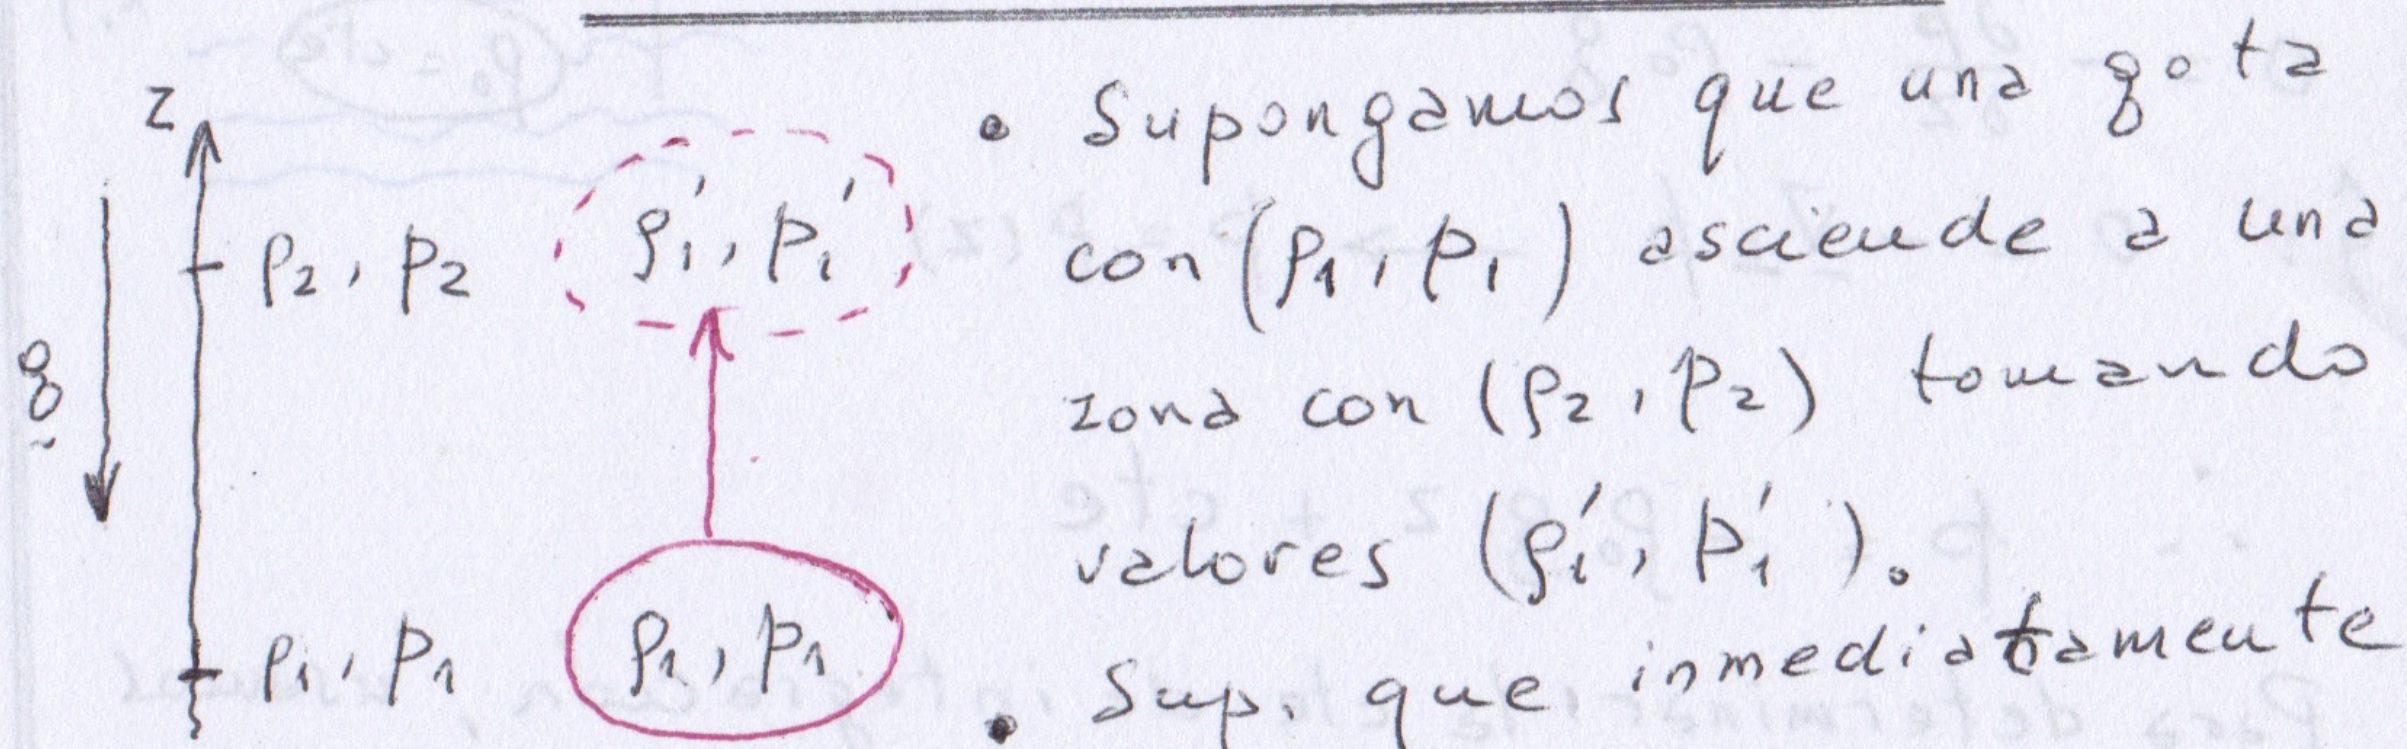 z
g
ρ₂, p₂
ρ₁', p₁'
ρ₁, p₁
ρ₁, p₁
• Supongamos que una gota
con (ρ₁, p₁) asciende a una
zona con (ρ₂, p₂) tomando
valores (ρ₁', p₁').
• Sup. que inmediatamente